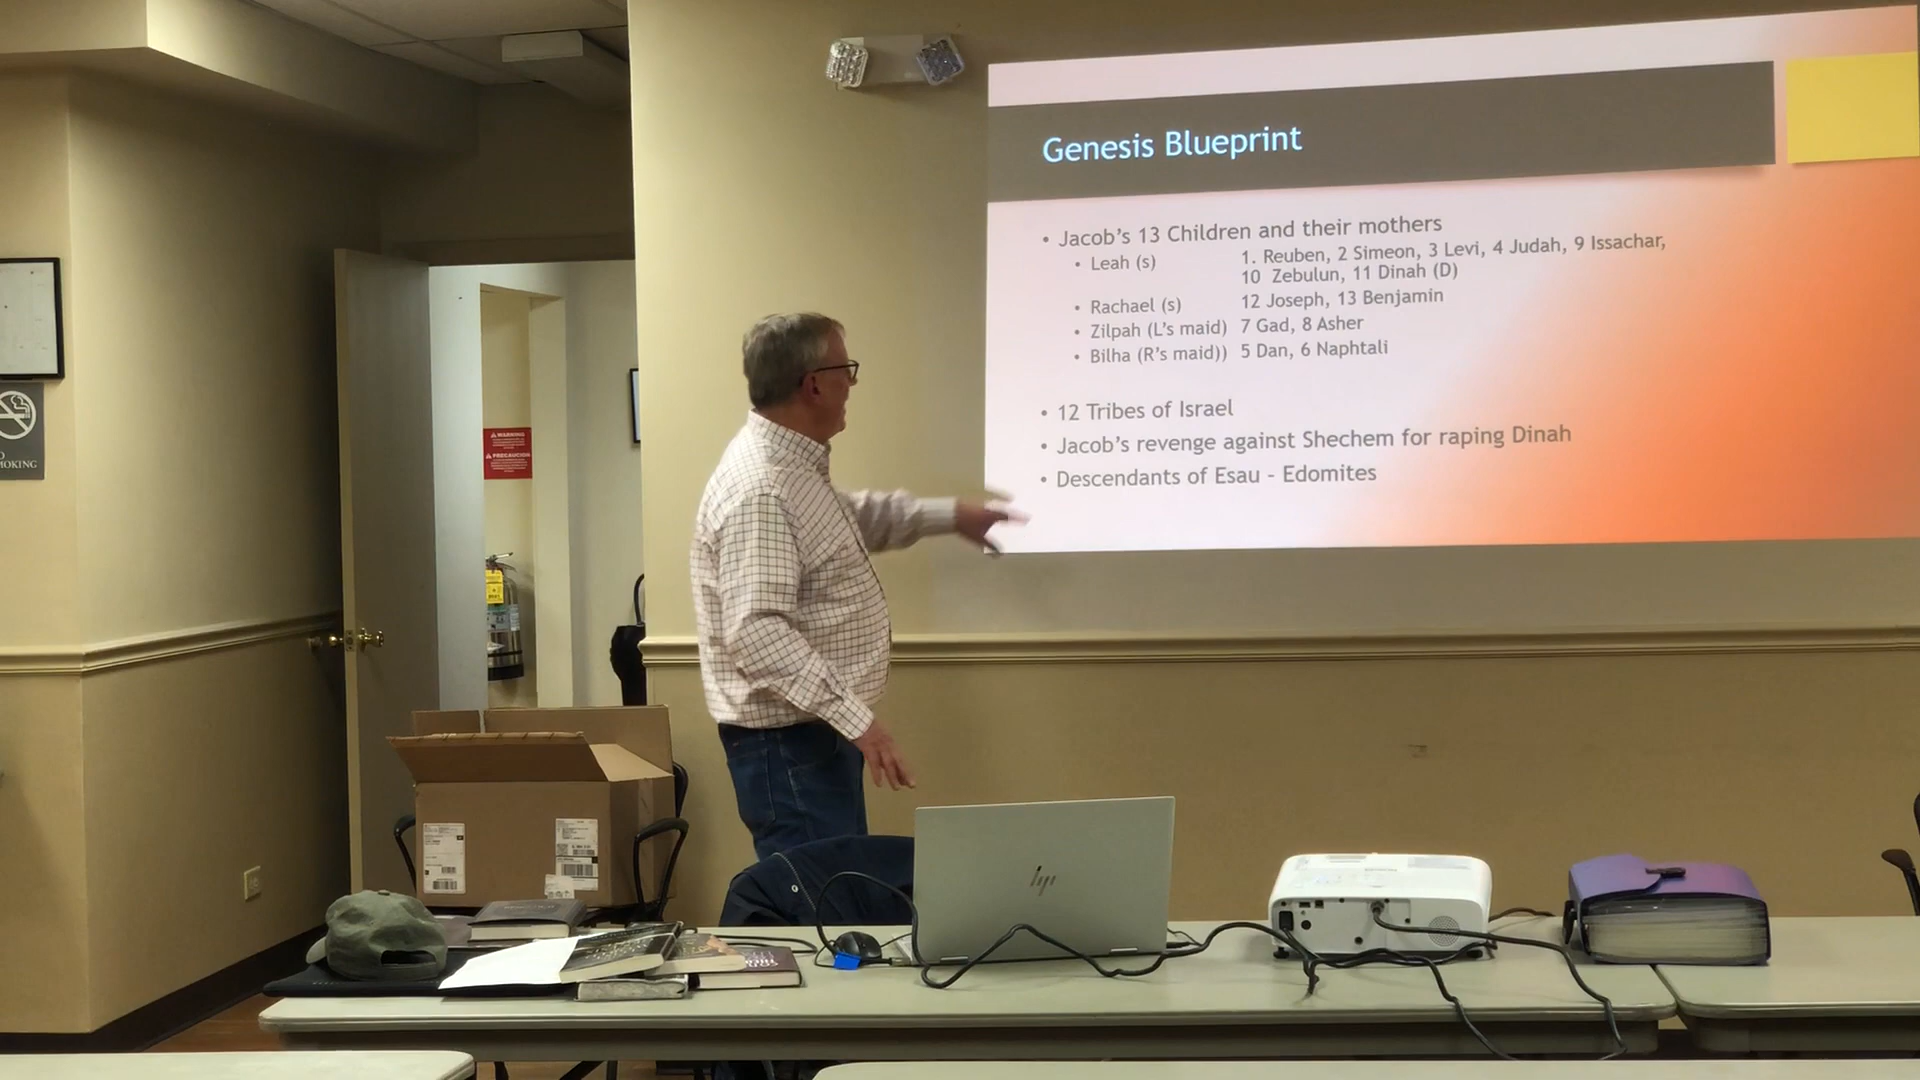 Genesis Blueprint
• Jacob's 13 Children and their mothers
• Leah (s) 1. Reuben, 2 Simeon, 3 Levi, 4 Judah, 9 Issachar,
10 Zebulun, 11 Dinah (D)
• Rachael (s) 12 Joseph, 13 Benjamin
• Zilpah (L's maid) 7 Gad, 8 Asher
• Bilha (R's maid)) 5 Dan, 6 Naphtali
• 12 Tribes of Israel
• Jacob's revenge against Shechem for raping Dinah
• Descendants of Esau - Edomites
WARNING
PRECAUCION
MOKING
hp